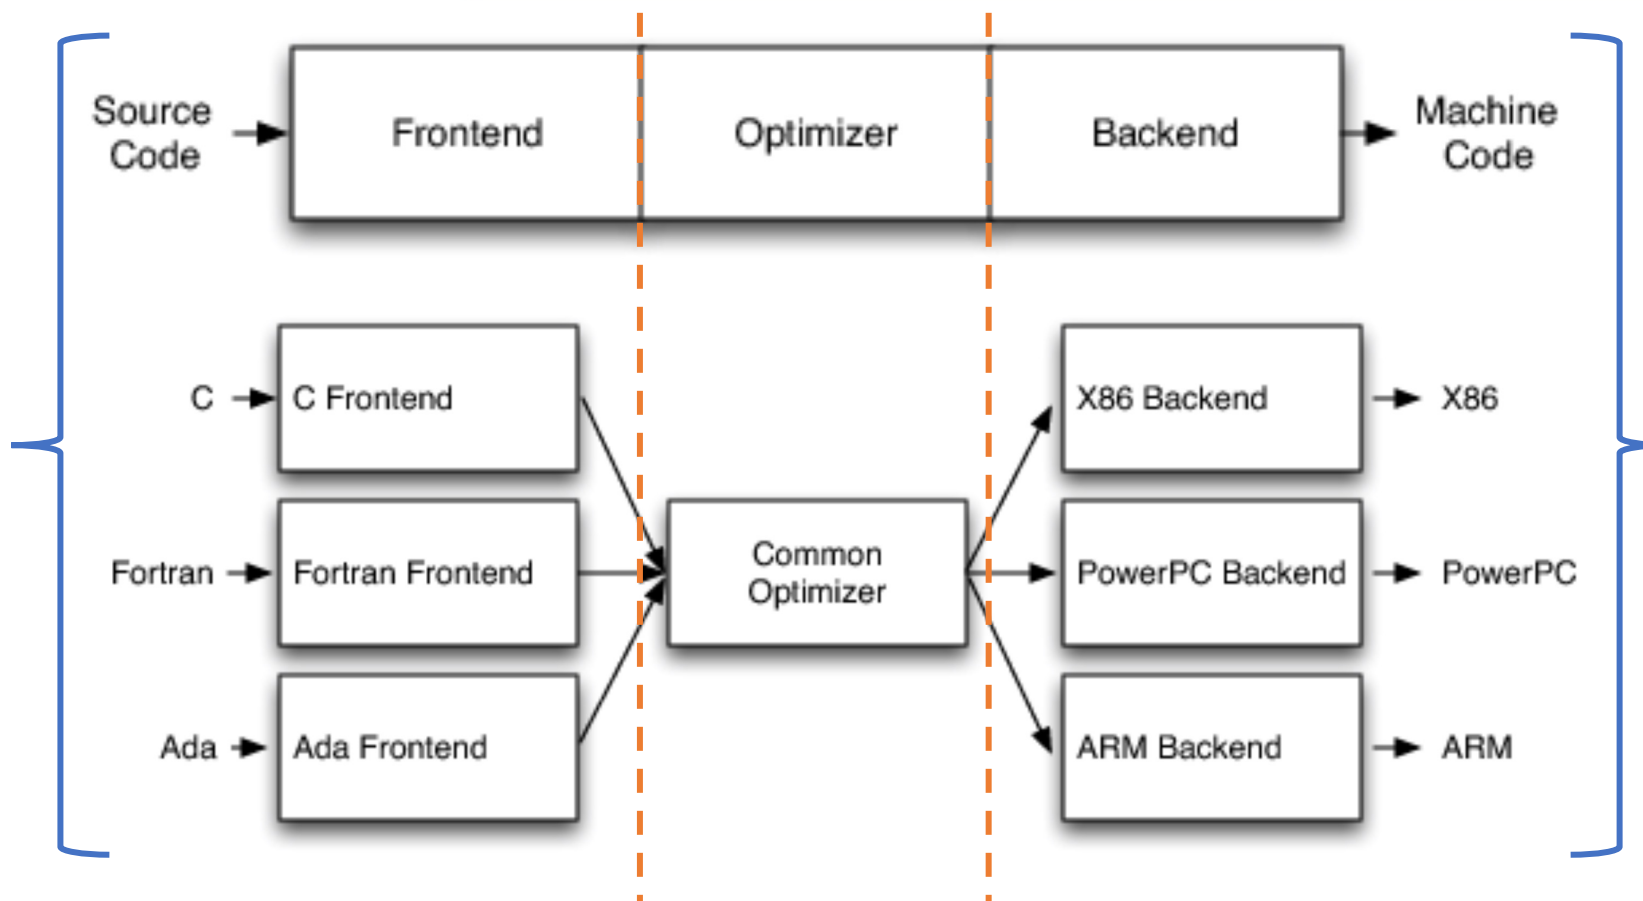 Source
Code
Frontend
Optimizer
Backend
Machine
Code
C
C Frontend
X86 Backend
X86
Fortran
Fortran Frontend
Common
Optimizer
PowerPC Backend
PowerPC
Ada
Ada Frontend
ARM Backend
ARM